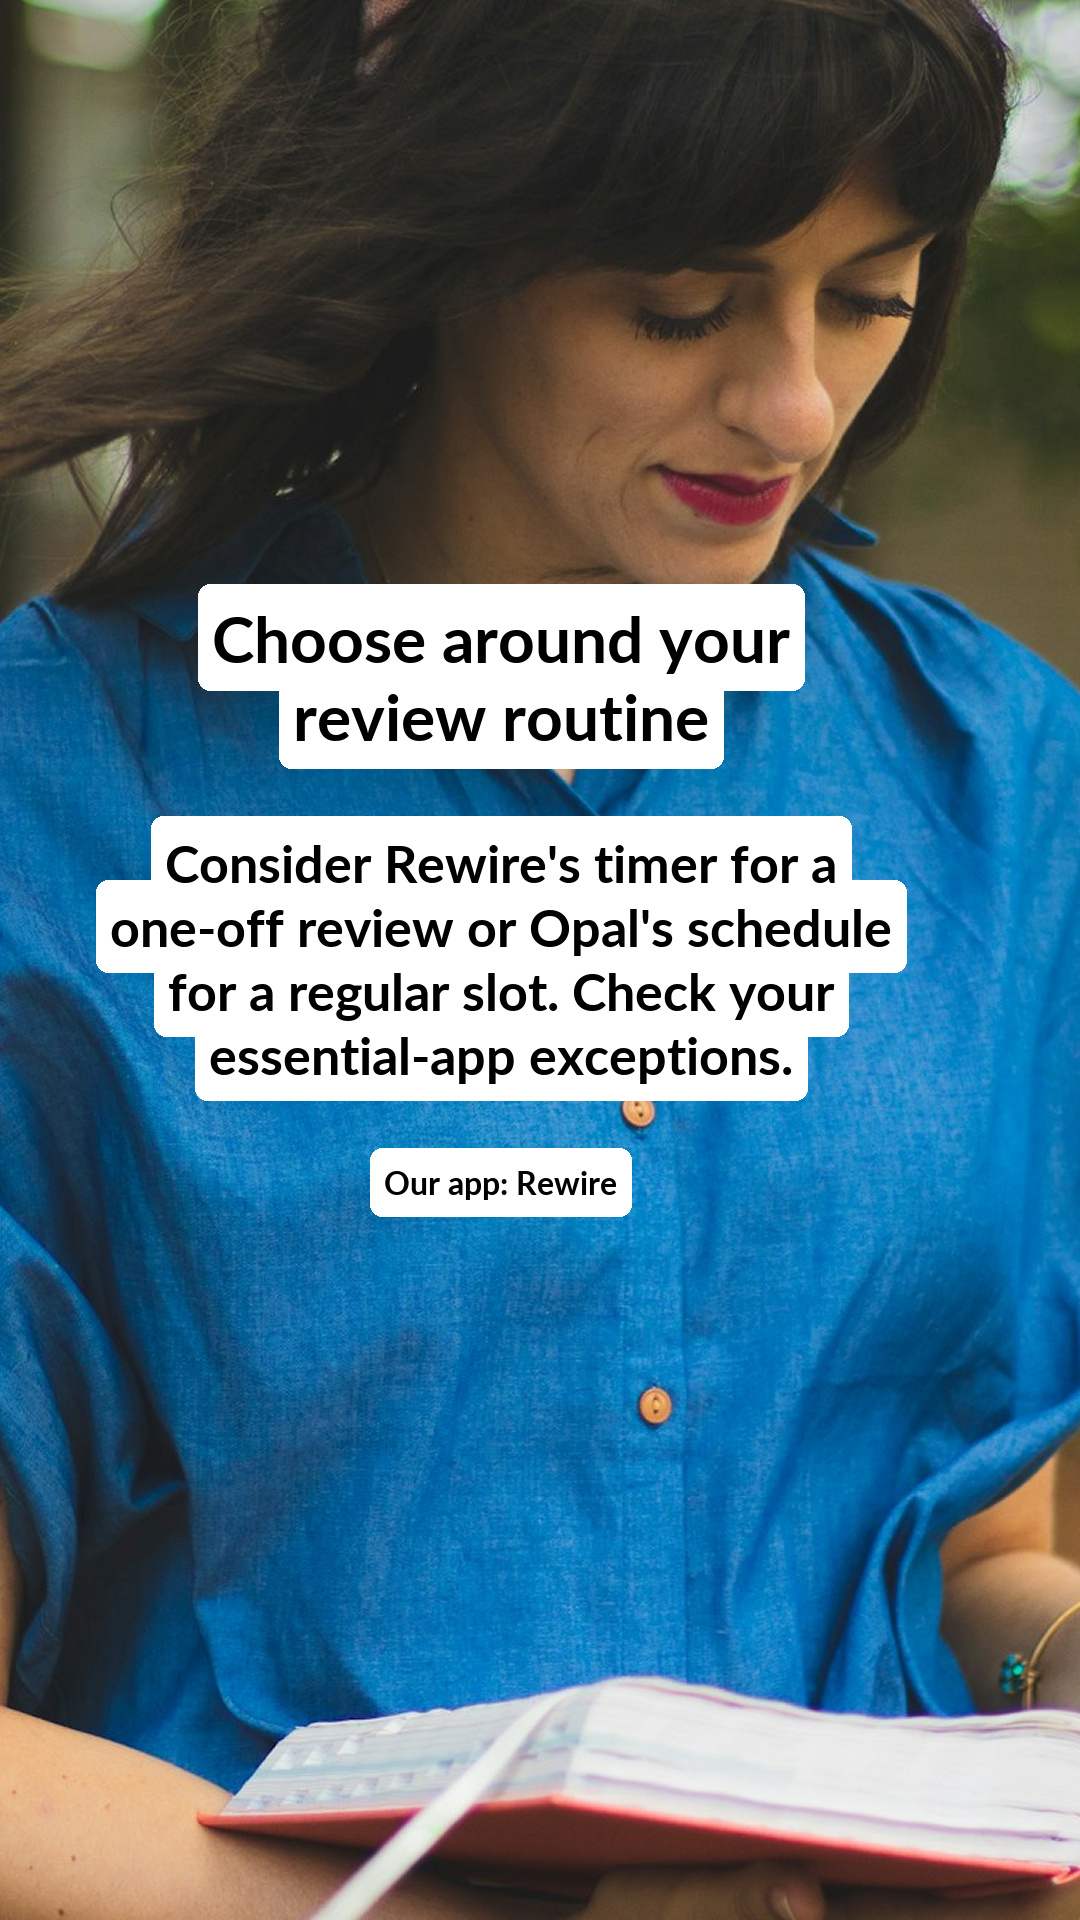 Choose around your
review routine
Consider Rewire's timer for a
one-off review or Opal's schedule
for a regular slot. Check your
essential-app exceptions.
Our app: Rewire